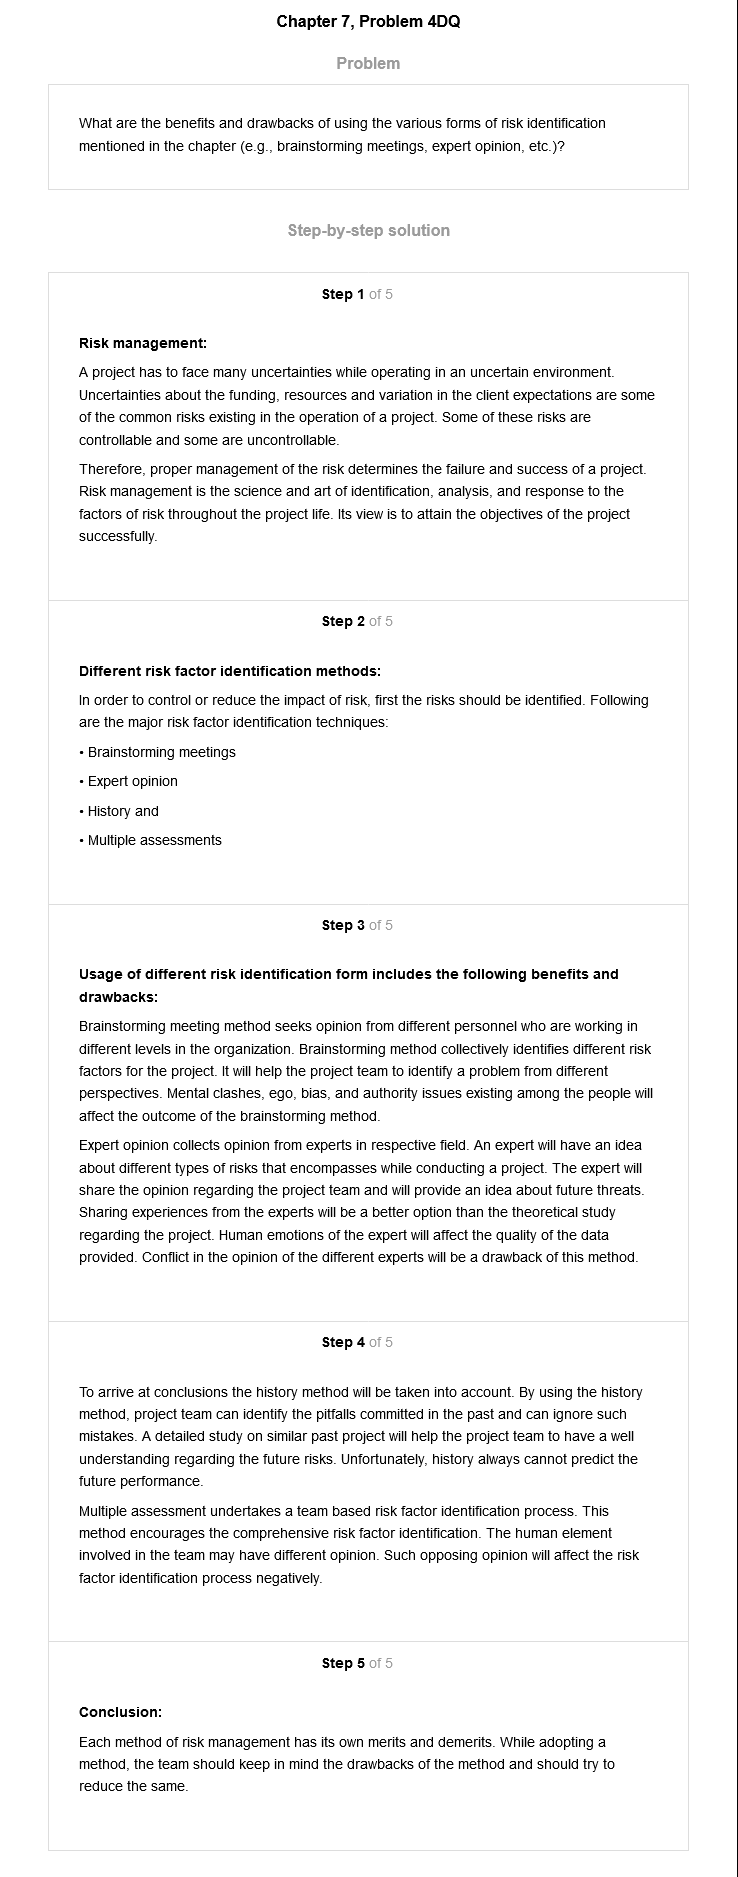 Chapter 7, Problem 4DQ
Problem
What are the benefits and drawbacks of using the various forms of risk identification
mentioned in the chapter (e.g., brainstorming meetings, expert opinion, etc.)?
Step-by-step solution
Step 1 of 5
Risk management:
A project has to face many uncertainties while operating in an uncertain environment.
Uncertainties about the funding, resources and variation in the client expectations are some
of the common risks existing in the operation of a project. Some of these risks are
controllable and some are uncontrollable.
Therefore, proper management of the risk determines the failure and success of a project.
Risk management is the science and art of identification, analysis, and response to the
factors of risk throughout the project life. Its view is to attain the objectives of the project
successfully.
Step 2 of 5
Different risk factor identification methods:
In order to control or reduce the impact of risk, first the risks should be identified. Following
are the major risk factor identification techniques:
• Brainstorming meetings
• Expert opinion
• History and
• Multiple assessments
Step 3 of 5
Usage of different risk identification form includes the following benefits and
drawbacks:
Brainstorming meeting method seeks opinion from different personnel who are working in
different levels in the organization. Brainstorming method collectively identifies different risk
factors for the project. It will help the project team to identify a problem from different
perspectives. Mental clashes, ego, bias, and authority issues existing among the people will
affect the outcome of the brainstorming method.
Expert opinion collects opinion from experts in respective field. An expert will have an idea
about different types of risks that encompasses while conducting a project. The expert will
share the opinion regarding the project team and will provide an idea about future threats.
Sharing experiences from the experts will be a better option than the theoretical study
regarding the project. Human emotions of the expert will affect the quality of the data
provided. Conflict in the opinion of the different experts will be a drawback of this method.
Step 4 of 5
To arrive at conclusions the history method will be taken into account. By using the history
method, project team can identify the pitfalls committed in the past and can ignore such
mistakes. A detailed study on similar past project will help the project team to have a well
understanding regarding the future risks. Unfortunately, history always cannot predict the
future performance.
Multiple assessment undertakes a team based risk factor identification process. This
method encourages the comprehensive risk factor identification. The human element
involved in the team may have different opinion. Such opposing opinion will affect the risk
factor identification process negatively.
Step 5 of 5
Conclusion:
Each method of risk management has its own merits and demerits. While adopting a
method, the team should keep in mind the drawbacks of the method and should try to
reduce the same.